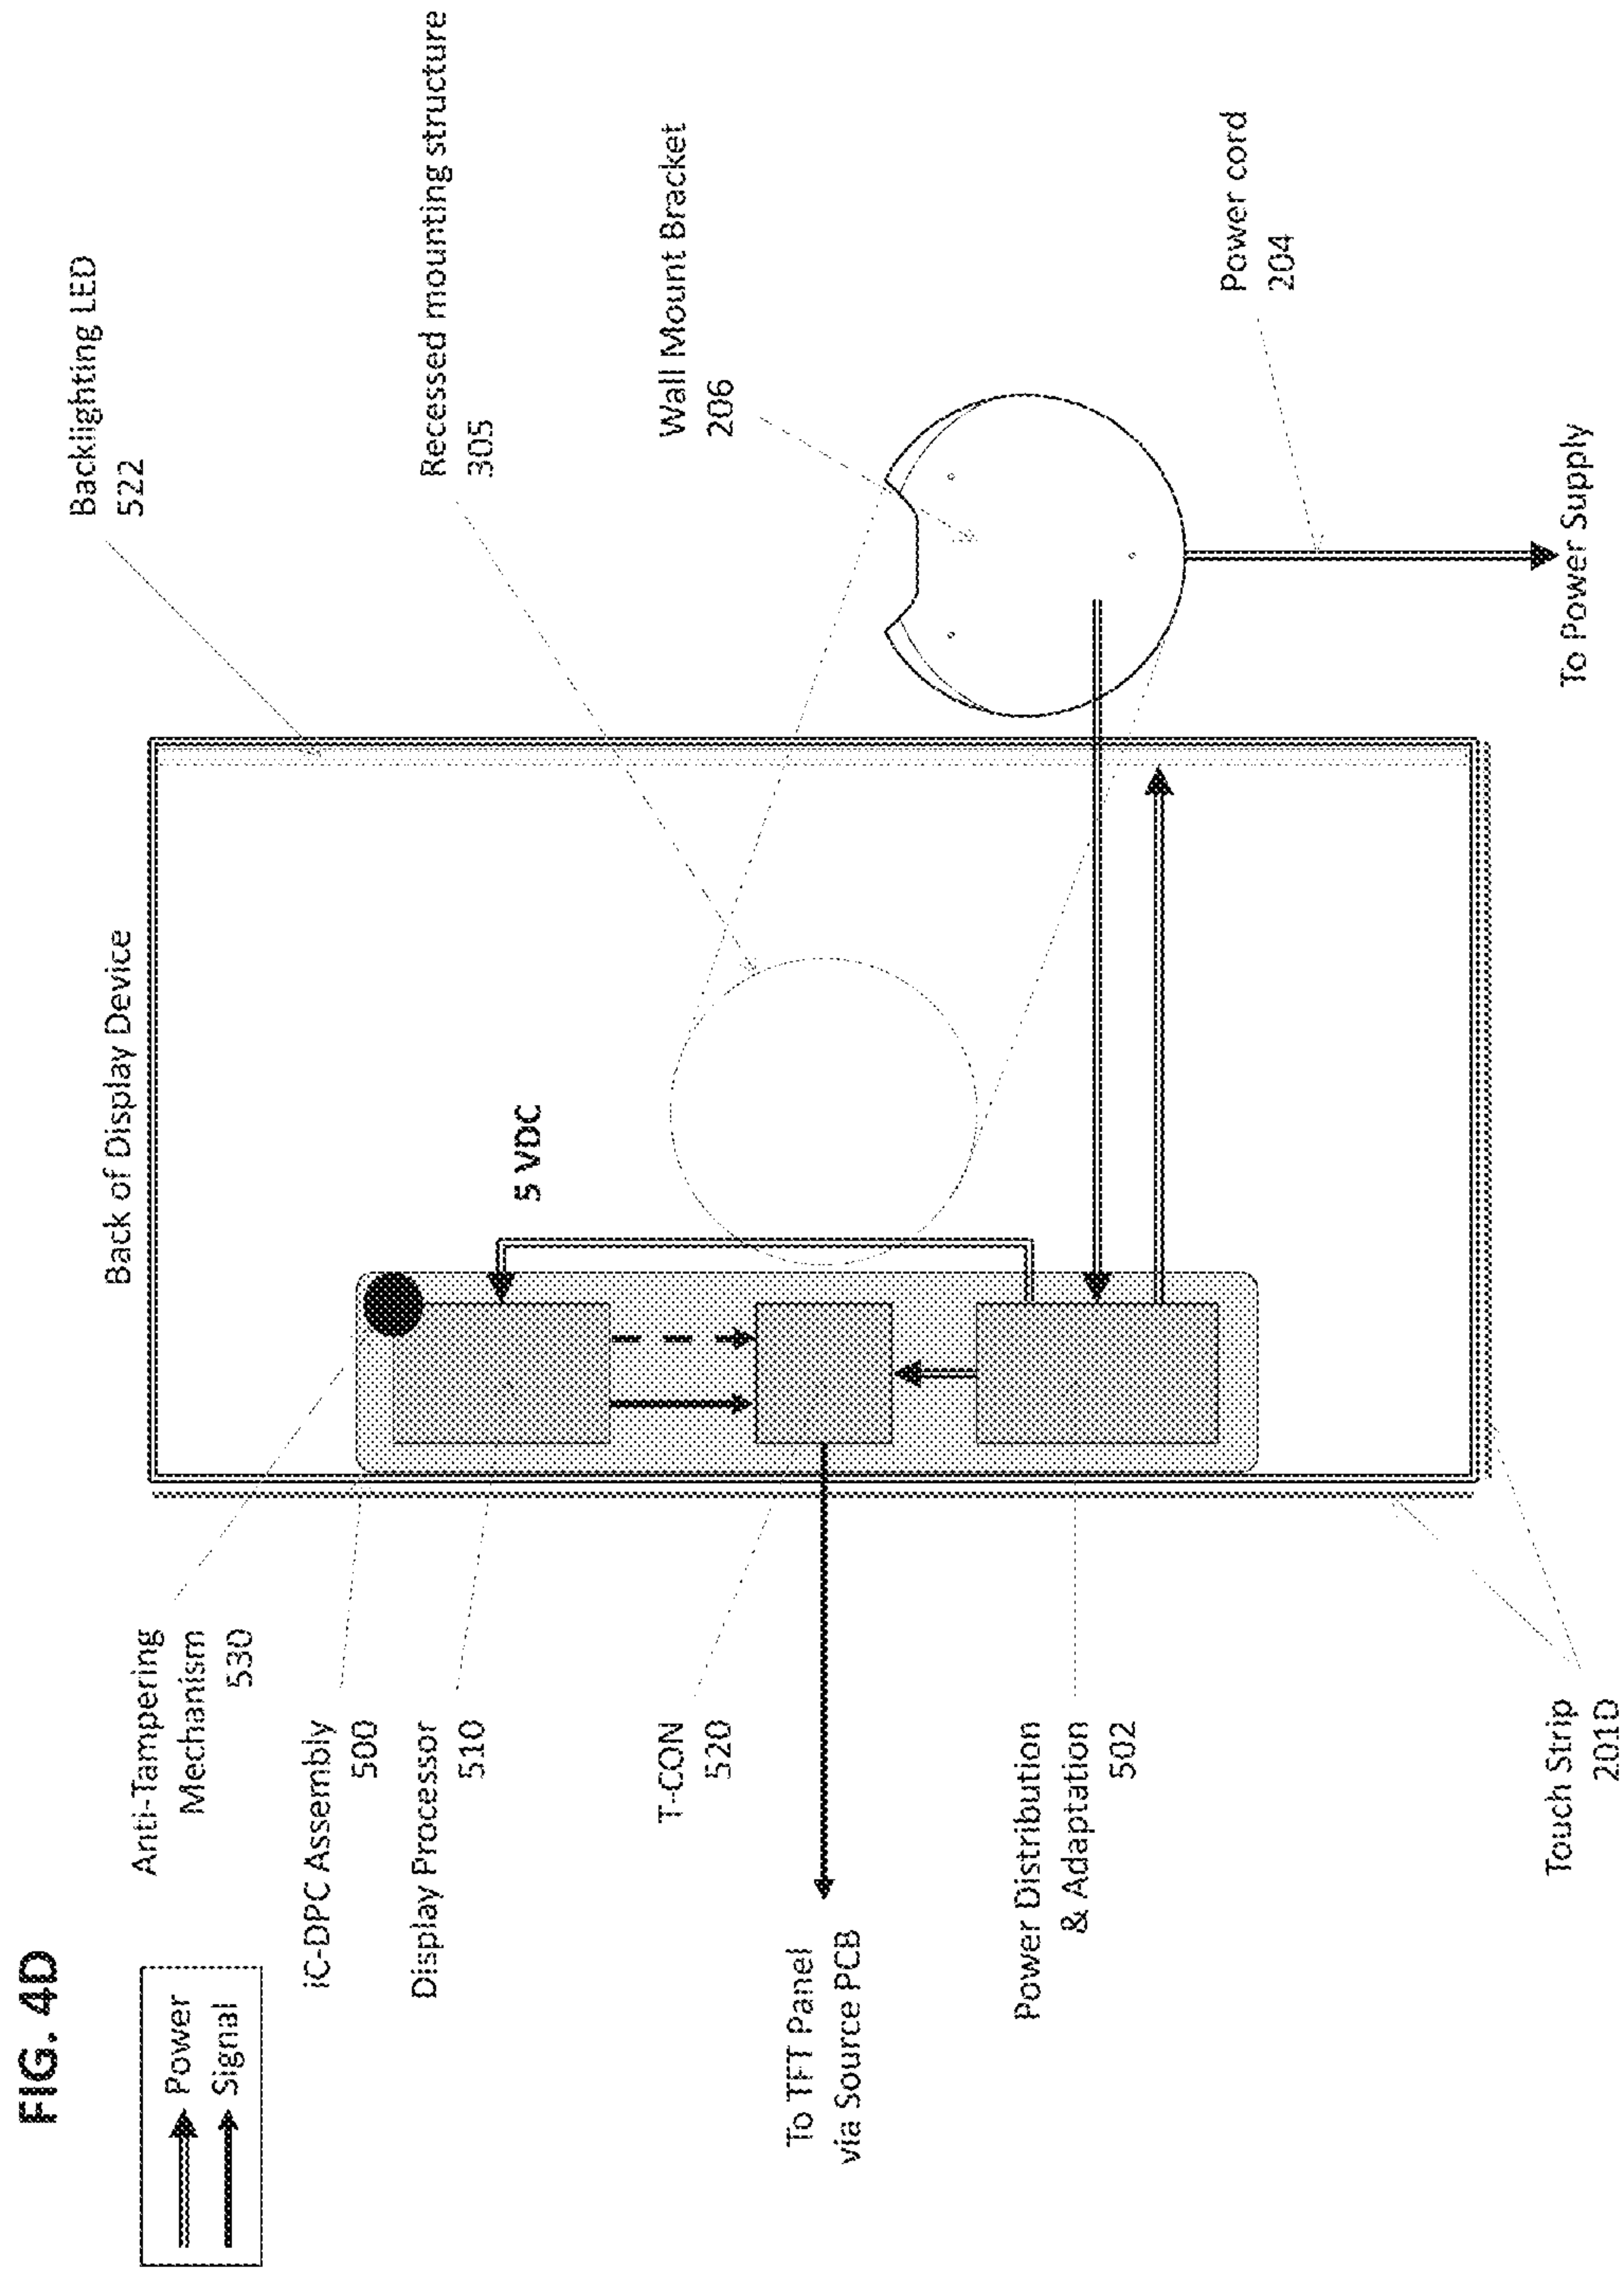 FIG. 4D
Power
Signal
Back of Display Device
Backlighting LED
522
Recessed mounting structure
305
Wall Mount Bracket
206
Power cord
204
To Power Supply
5 VDC
Anti-Tampering
Mechanism
530
iC-DPC Assembly
500
Display Processor
510
T-CON
520
To TFT Panel
via Source PCB
Power Distribution
& Adaptation
502
Touch Strip
201D